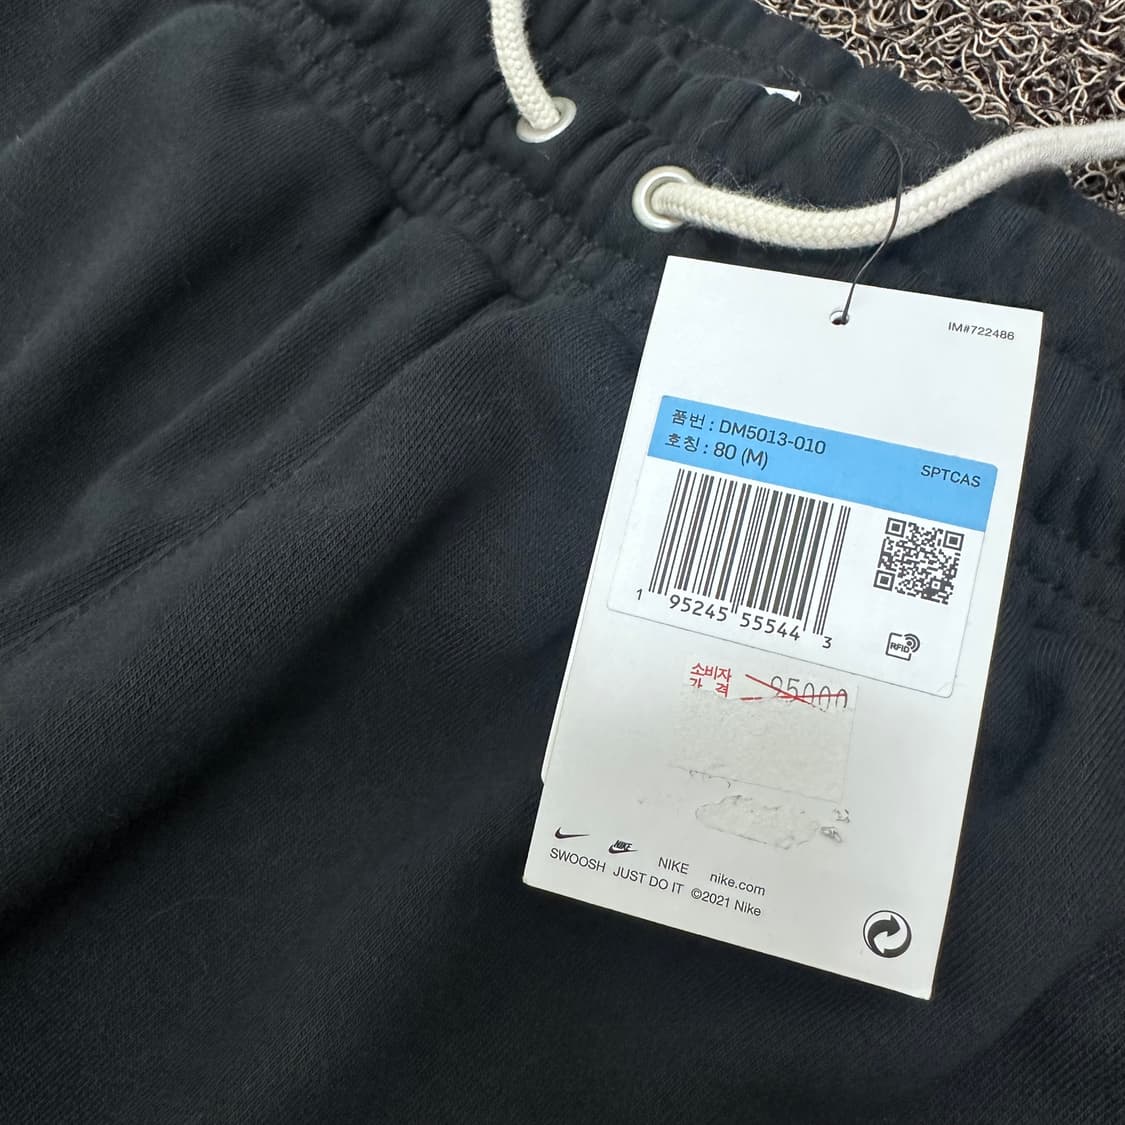 IM#722486
품번 : DM5013-010
호칭 : 80 (M)
SPTCAS
1 95245 55544 3
RFID
소비자
가 격
NIKE
SWOOSH JUST DO IT NIKE nike.com
©2021 Nike